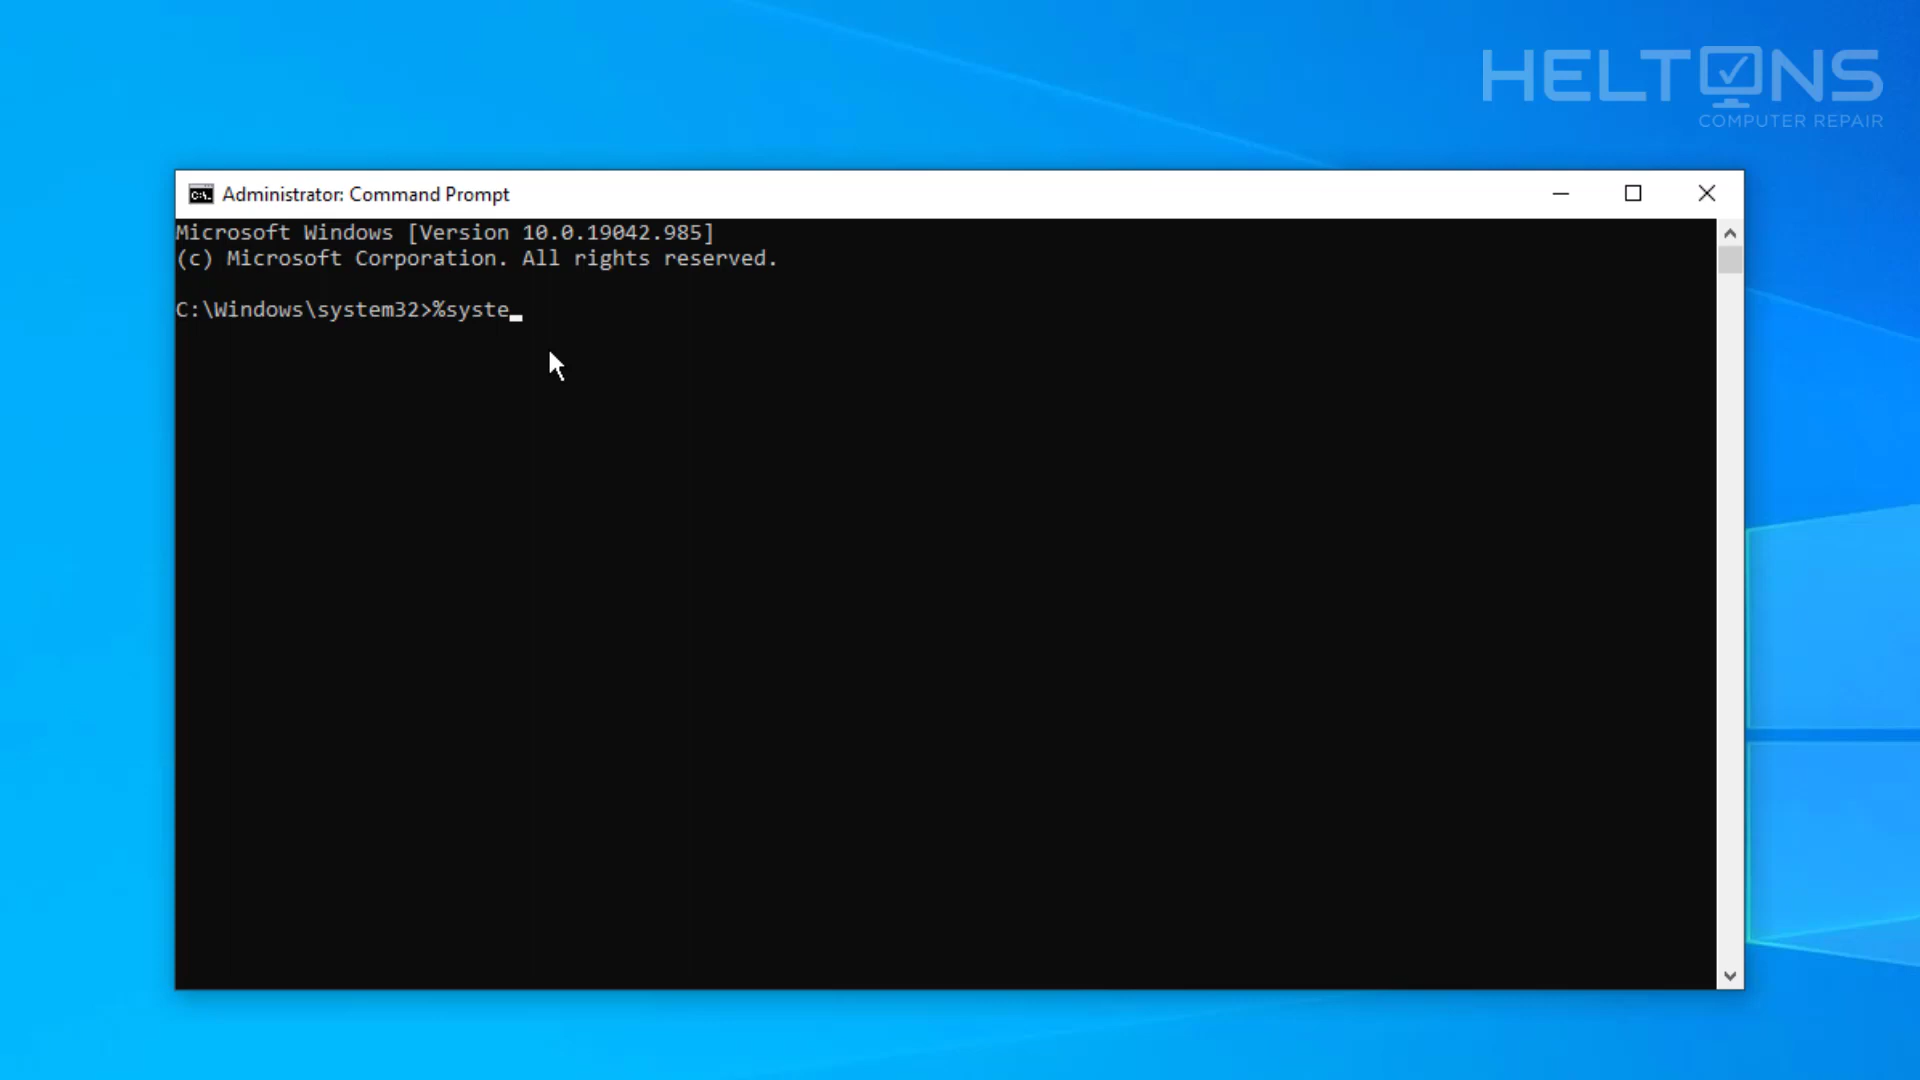 HELTONS
COMPUTER REPAIR
Administrator: Command Prompt
Microsoft Windows [Version 10.0.19042.985]
(c) Microsoft Corporation. All rights reserved.
C:\Windows\system32>%syste_